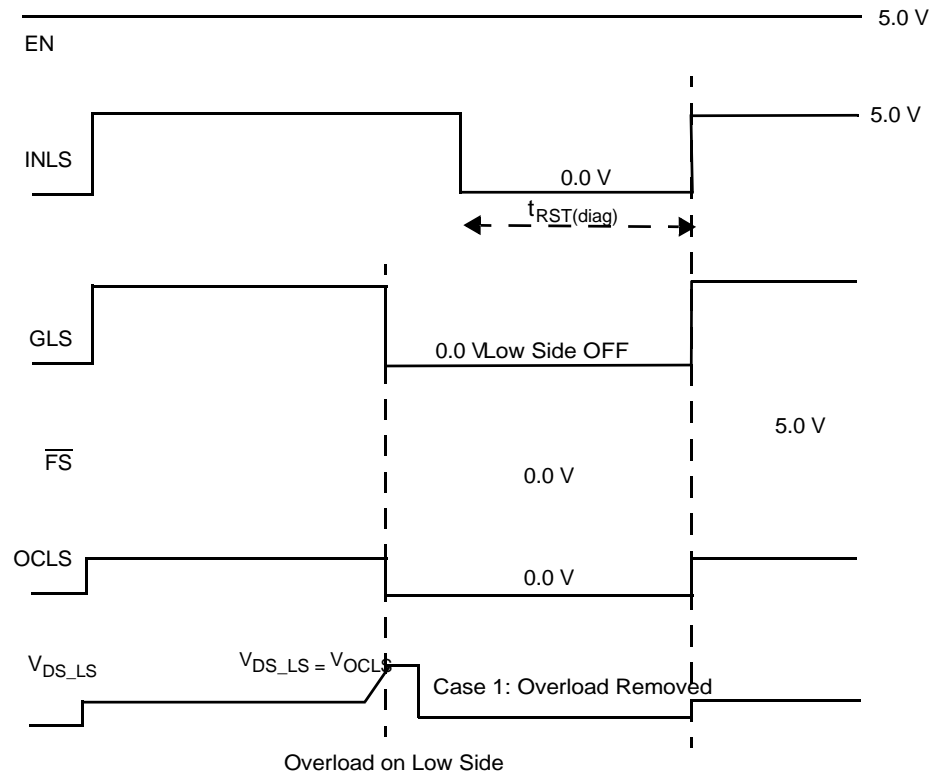 5.0 V
EN
5.0 V
INLS
0.0 V
tRST(diag)
GLS
0.0 VLow Side OFF
5.0 V
FS
0.0 V
OCLS
0.0 V
VDS_LS
VDS_LS = VOCLS
Case 1: Overload Removed
Overload on Low Side